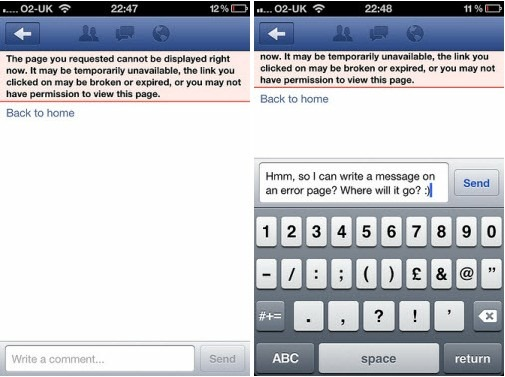 .... O2-UK 22:47 12%
The page you requested cannot be displayed right
now. It may be temporarily unavailable, the link you
clicked on may be broken or expired, or you may not
have permission to view this page.
Back to home
Write a comment... Send
.... O2-UK 22:48 11%
now. It may be temporarily unavailable, the link you
clicked on may be broken or expired, or you may not
have permission to view this page.
Back to home
Hmm, so I can write a message on
an error page? Where will it go? :)
Send
1 2 3 4 5 6 7 8 9 0
- / : ; ( ) £ & @ "
#+= . , ? ! '
ABC space return